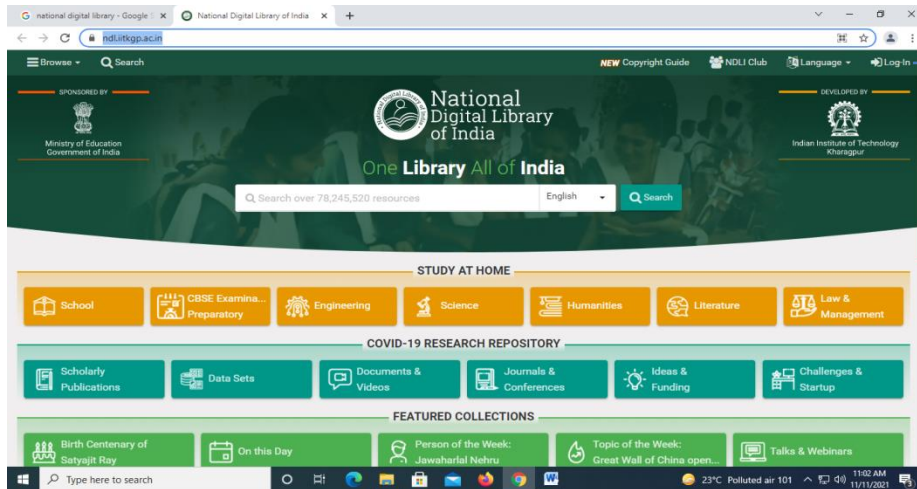 national digital library - Google
National Digital Library of India
ndl.iitkgp.ac.in
Browse
Search
NEW Copyright Guide
NDLI Club
Language
Log-In
SPONSORED BY
Ministry of Education
Government of India
National
Digital Library
of India
One Library All of India
DEVELOPED BY
Indian Institute of Technology
Kharagpur
Search over 78,245,520 resources
English
Search
STUDY AT HOME
School
CBSE Examina...
Preparatory
Engineering
Science
Humanities
Literature
Law &
Management
COVID-19 RESEARCH REPOSITORY
Scholarly
Publications
Data Sets
Documents &
Videos
Journals &
Conferences
Ideas &
Funding
Challenges &
Startup
FEATURED COLLECTIONS
Birth Centenary of
Satyajit Ray
On this Day
Person of the Week:
Jawaharlal Nehru
Topic of the Week:
Great Wall of China open...
Talks & Webinars
Type here to search
23°C Polluted air 101
11:02 AM
11/11/2021